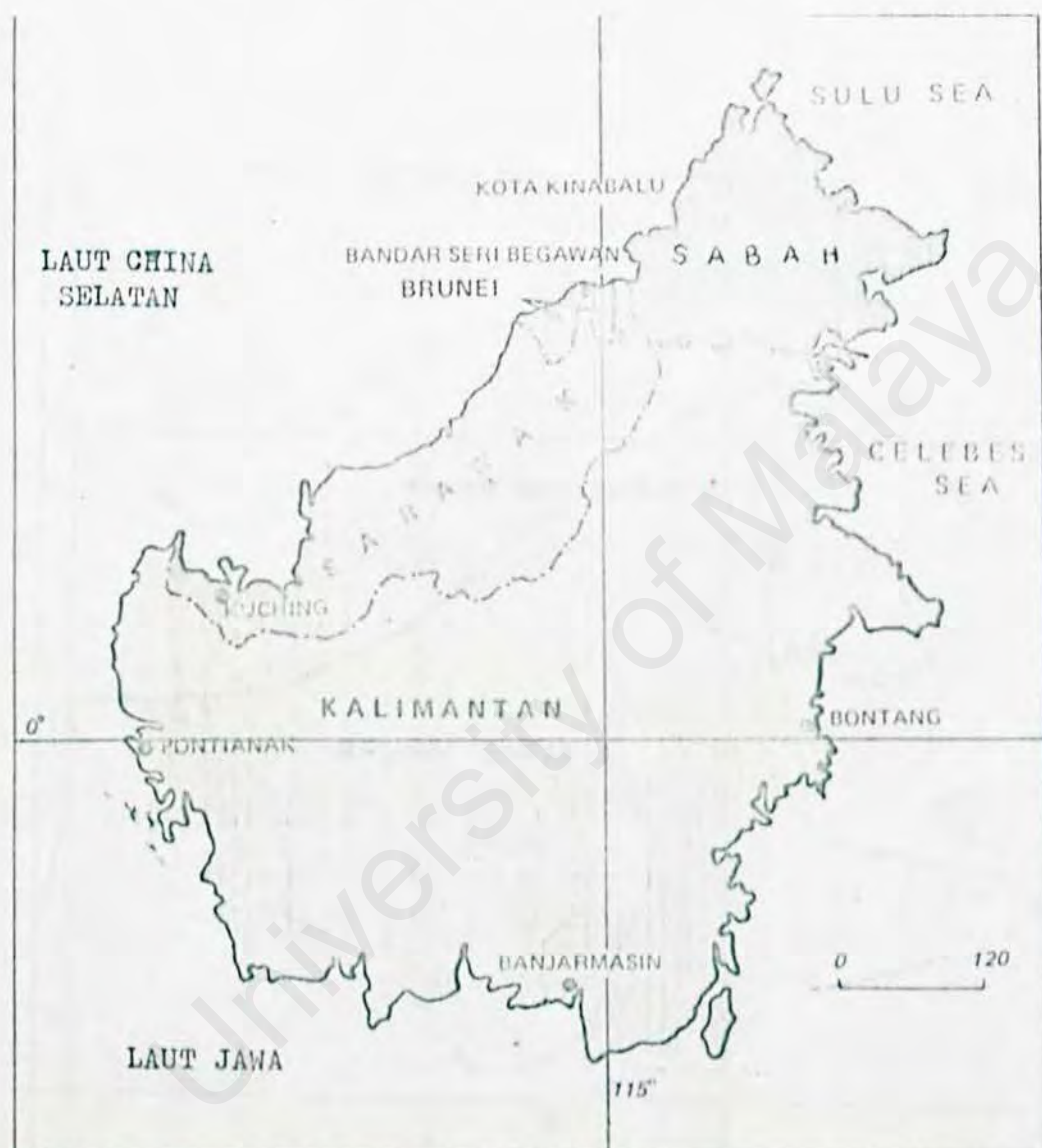 SULU SEA
KOTA KINABALU
LAUT CHINA
SELATAN
BANDAR SERI BEGAWAN
BRUNEI
SABAH
SARAWAK
CELEBES
SEA
KUCHING
KALIMANTAN
0°
BONTANG
PONTIANAK
BANJARMASIN
0 120
LAUT JAWA
115°
University of Malaya